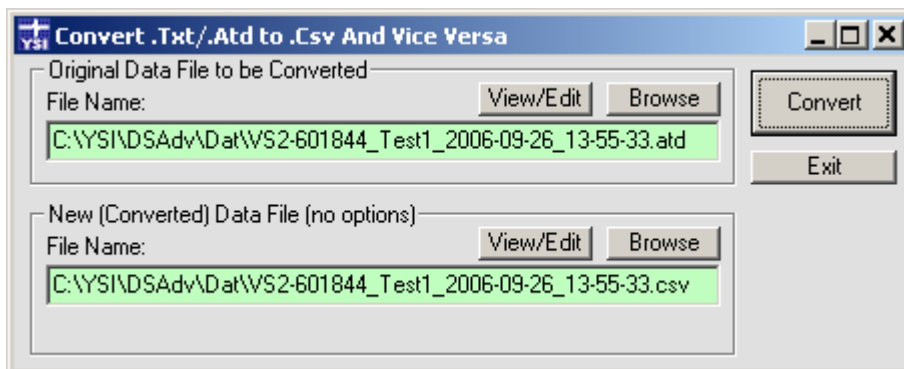 YSI Convert .Txt/.Atd to .Csv And Vice Versa
Original Data File to be Converted
File Name:
View/Edit
Browse
Convert
C:\YSI\DSAdv\Dat\VS2-601844_Test1_2006-09-26_13-55-33.atd
Exit
New (Converted) Data File (no options)
File Name:
View/Edit
Browse
C:\YSI\DSAdv\Dat\VS2-601844_Test1_2006-09-26_13-55-33.csv